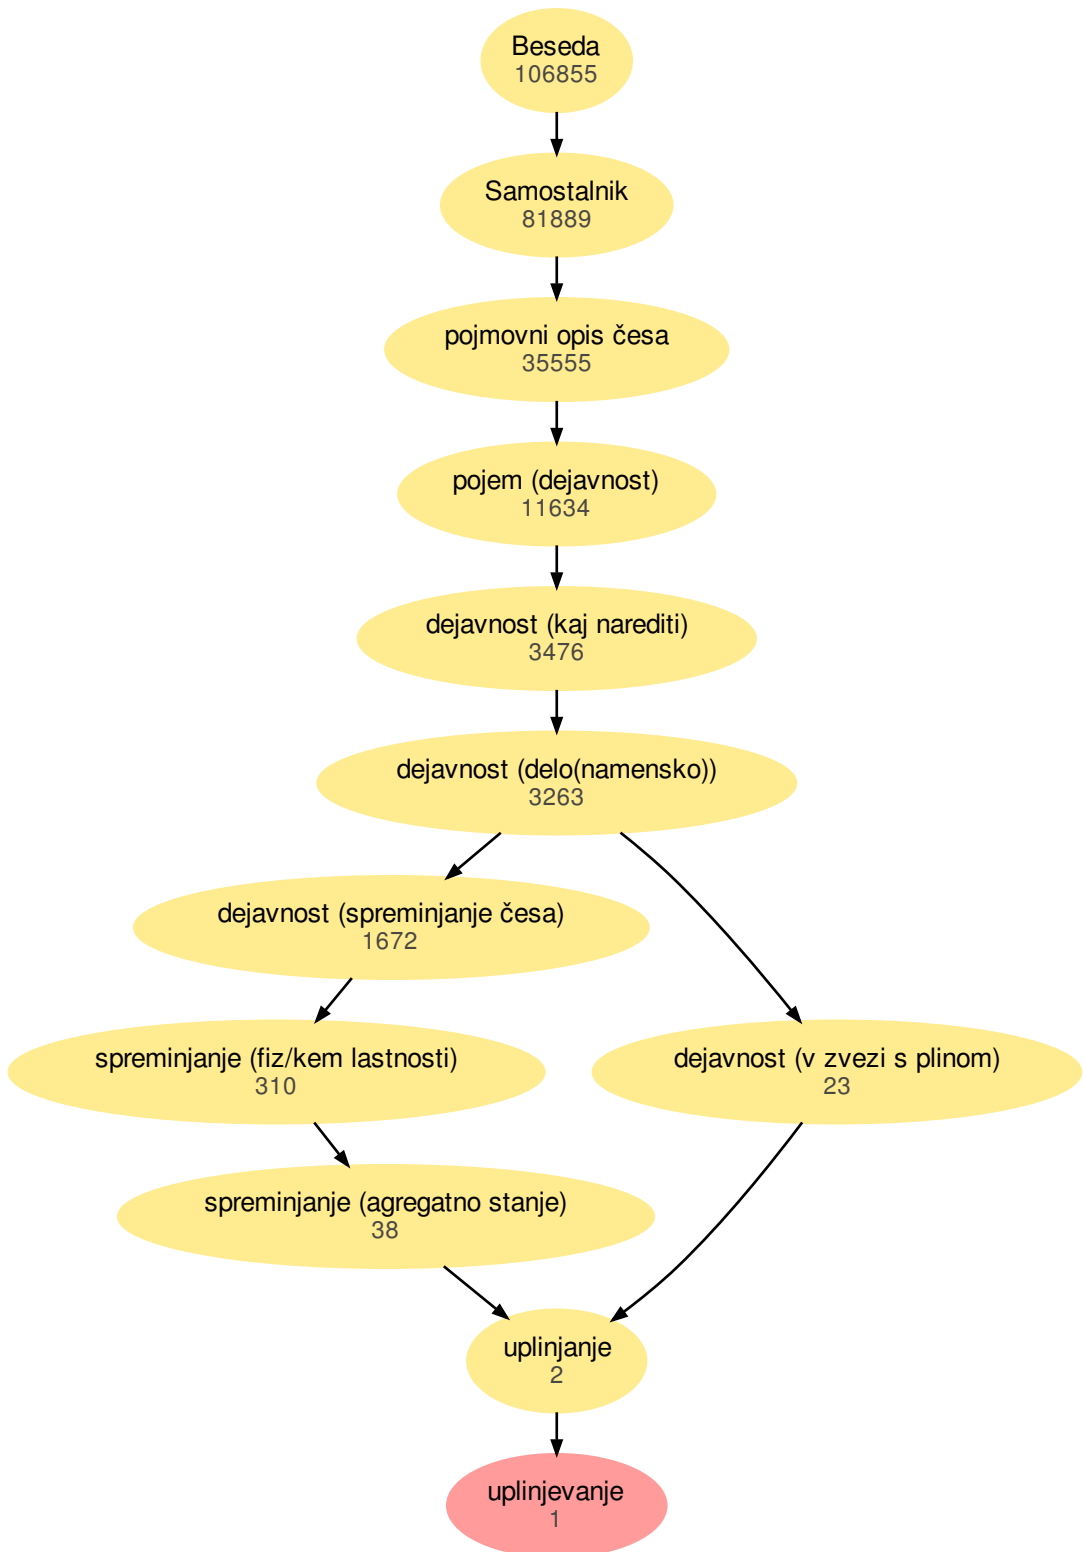 Beseda
106855
Samostalnik
81889
pojmovni opis česa
35555
pojem (dejavnost)
11634
dejavnost (kaj narediti)
3476
dejavnost (delo(namensko))
3263
dejavnost (spreminjanje česa)
1672
spreminjanje (fiz/kem lastnosti)
310
dejavnost (v zvezi s plinom)
23
spreminjanje (agregatno stanje)
38
uplinjanje
2
uplinjevanje
1